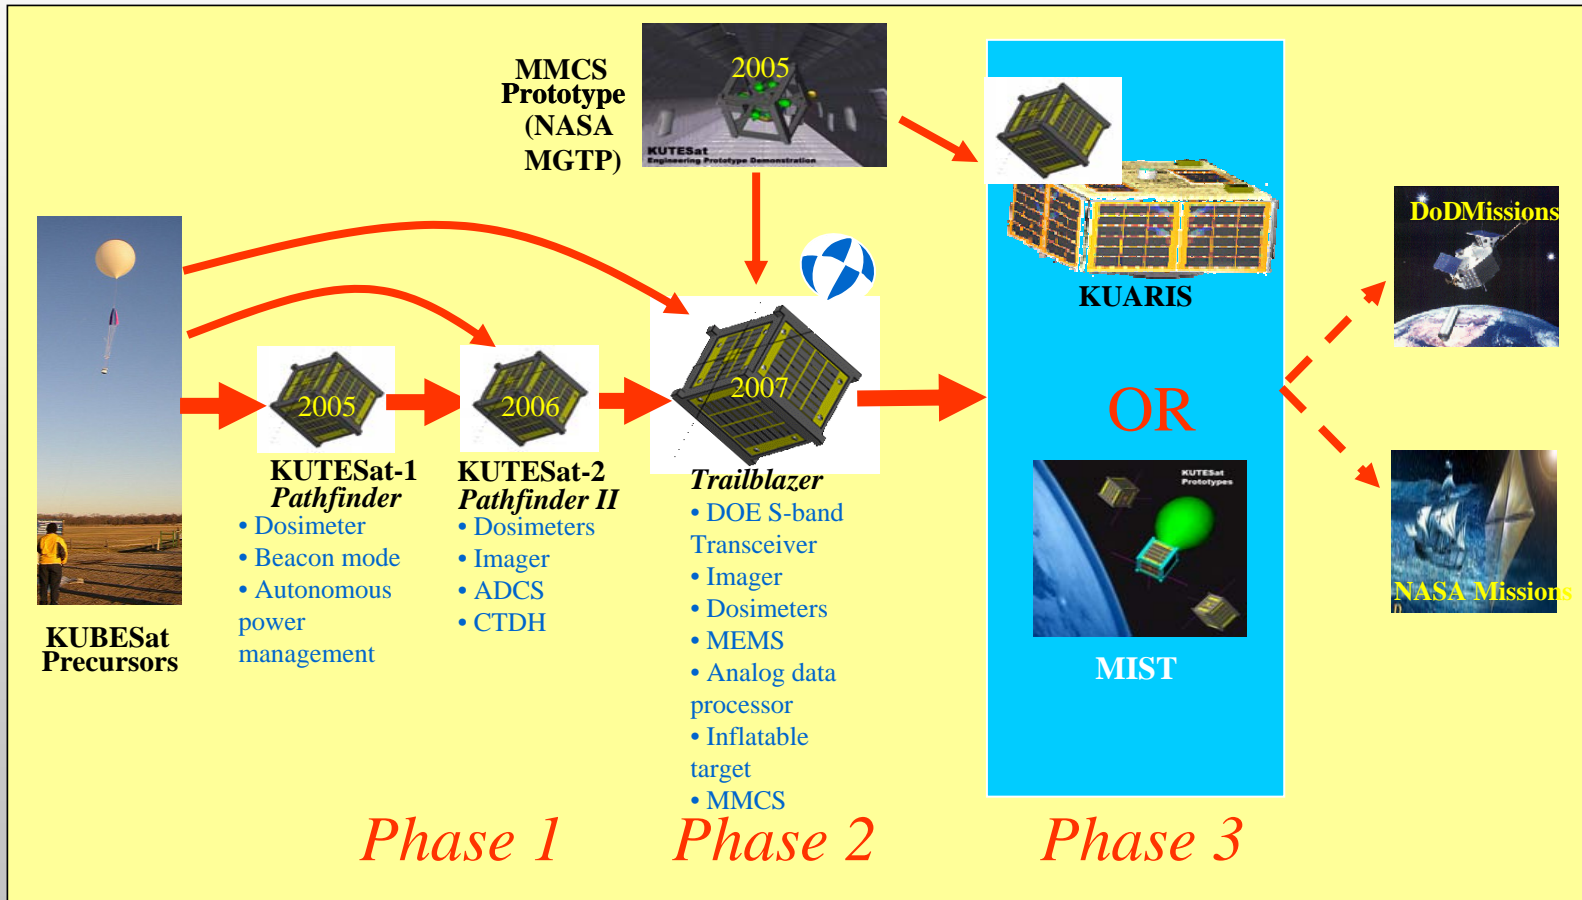 MMCS
Prototype
(NASA
MGTP)
2005
KUTESat
Engineering Prototype Demonstration
KUARIS
DoDMissions
2005
2006
2007
OR
KUBESat
Precursors
KUTESat-1
Pathfinder
• Dosimeter
• Beacon mode
• Autonomous
power
management
KUTESat-2
Pathfinder II
• Dosimeters
• Imager
• ADCS
• CTDH
Trailblazer
• DOE S-band
Transceiver
• Imager
• Dosimeters
• MEMS
• Analog data
processor
• Inflatable
target
• MMCS
KUTESat
Prototypes
MIST
NASA Missions
Phase 1
Phase 2
Phase 3